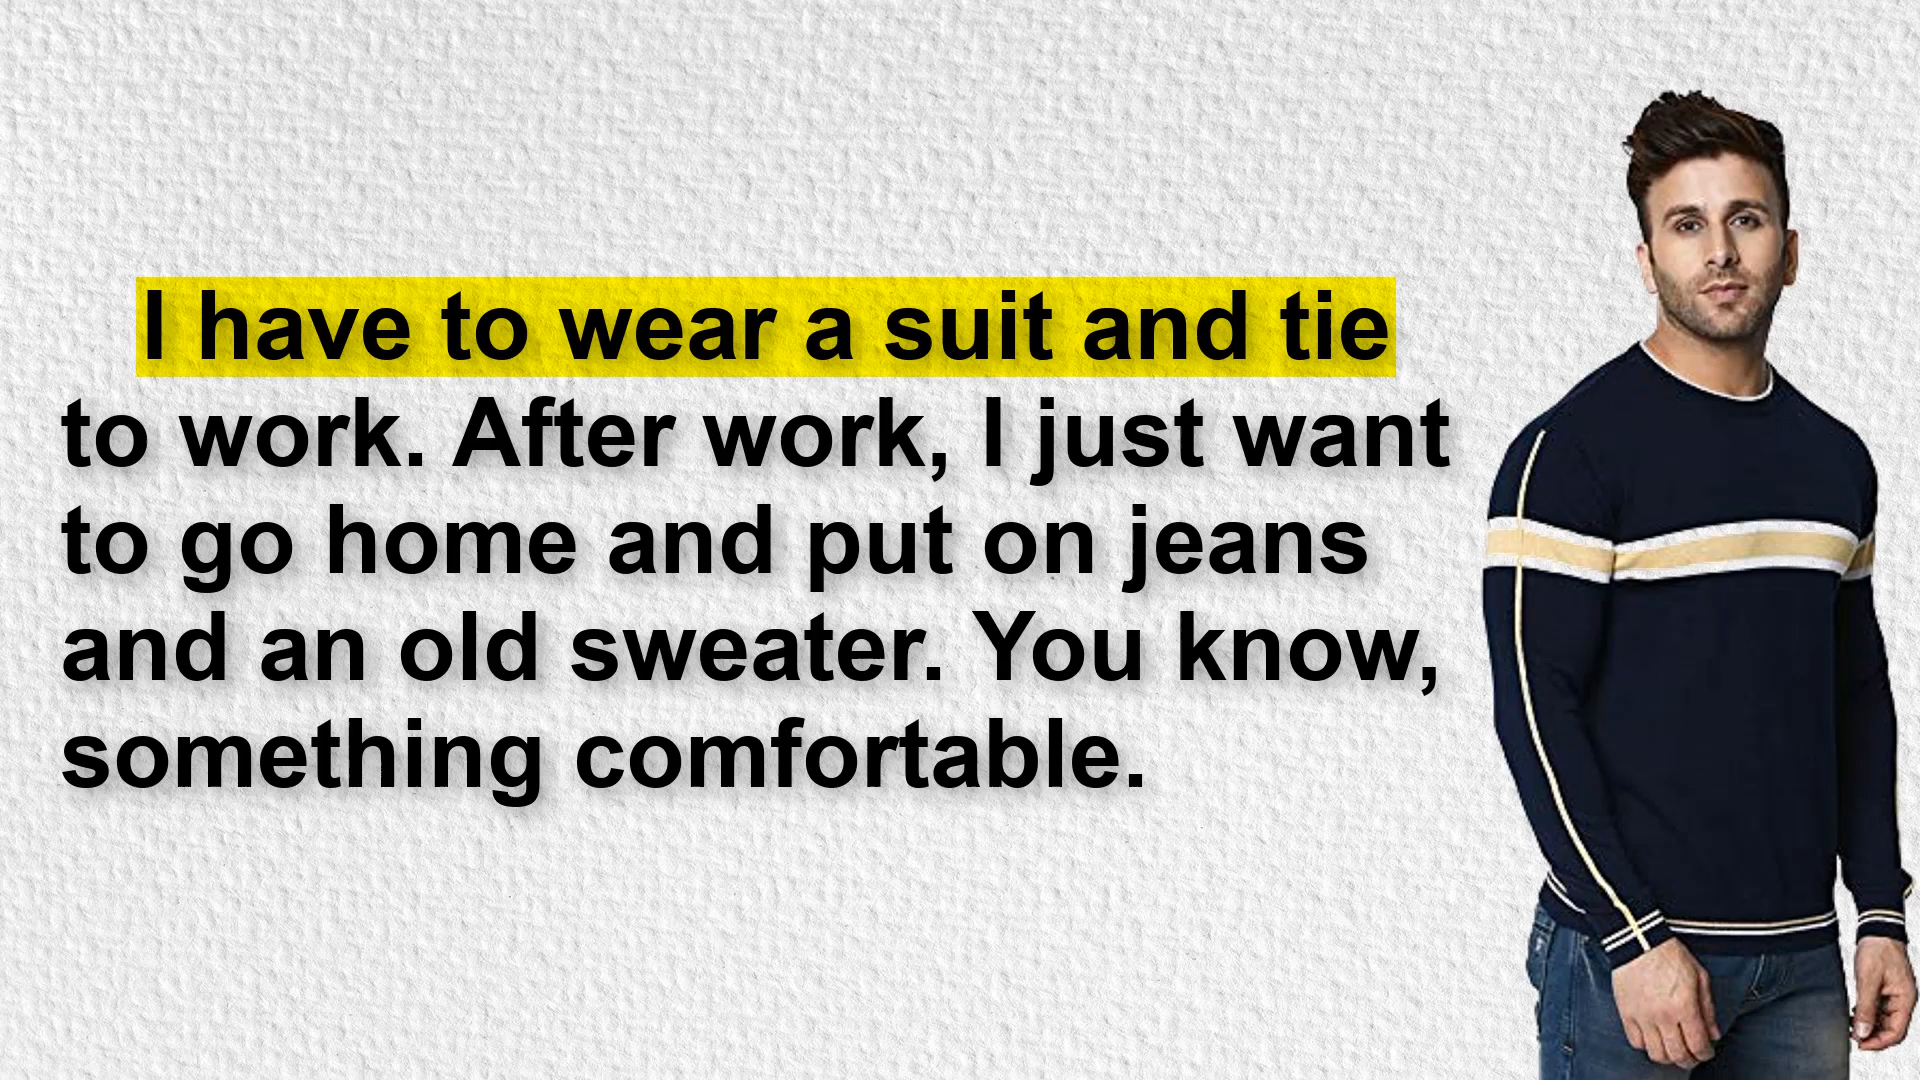 I have to wear a suit and tie
to work. After work, I just want
to go home and put on jeans
and an old sweater. You know,
something comfortable.